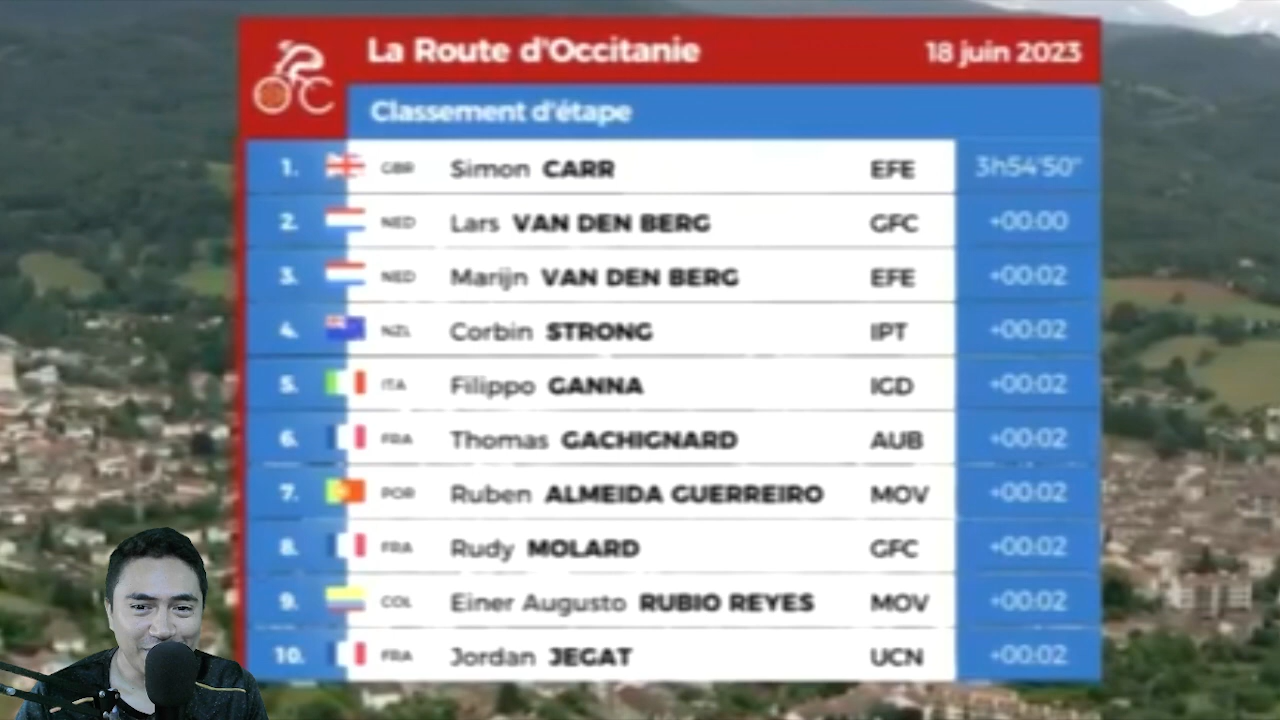 La Route d'Occitanie 18 juin 2023
Classement d'étape
1. GBR Simon CARR EFE 3h54'50"
2. NED Lars VAN DEN BERG GFC +00:00
3. NED Marijn VAN DEN BERG EFE +00:02
4. NZL Corbin STRONG IPT +00:02
5. ITA Filippo GANNA IGD +00:02
6. FRA Thomas GACHIGNARD AUB +00:02
7. POR Ruben ALMEIDA GUERREIRO MOV +00:02
8. FRA Rudy MOLARD GFC +00:02
9. COL Einer Augusto RUBIO REYES MOV +00:02
10. FRA Jordan JEGAT UCN +00:02